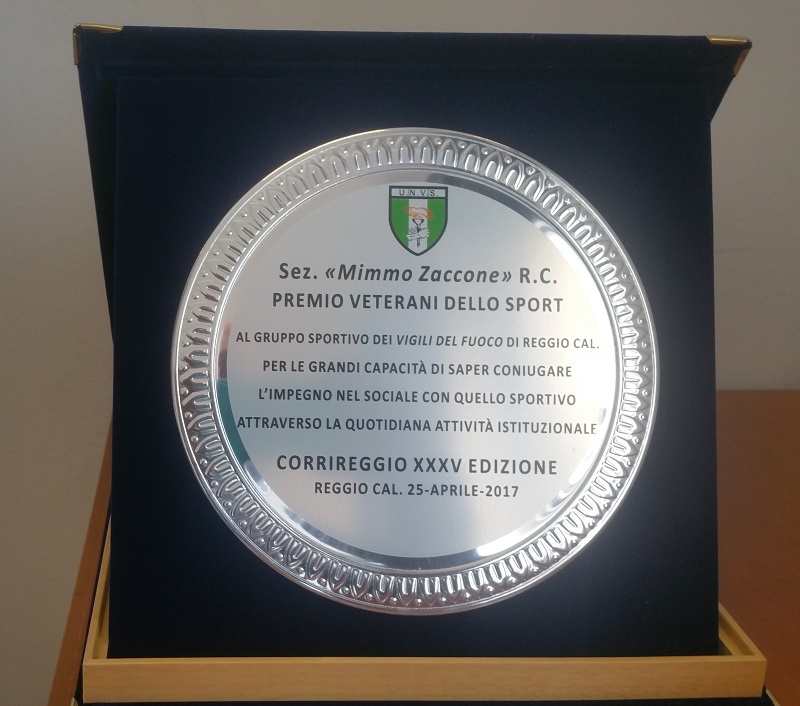 U.N.V.S.
Sez. «Mimmo Zaccone» R.C.
PREMIO VETERANI DELLO SPORT
AL GRUPPO SPORTIVO DEI VIGILI DEL FUOCO DI REGGIO CAL.
PER LE GRANDI CAPACITÀ DI SAPER CONIUGARE
L’IMPEGNO NEL SOCIALE CON QUELLO SPORTIVO
ATTRAVERSO LA QUOTIDIANA ATTIVITÀ ISTITUZIONALE
CORRIREGGIO XXXV EDIZIONE
REGGIO CAL. 25-APRILE-2017